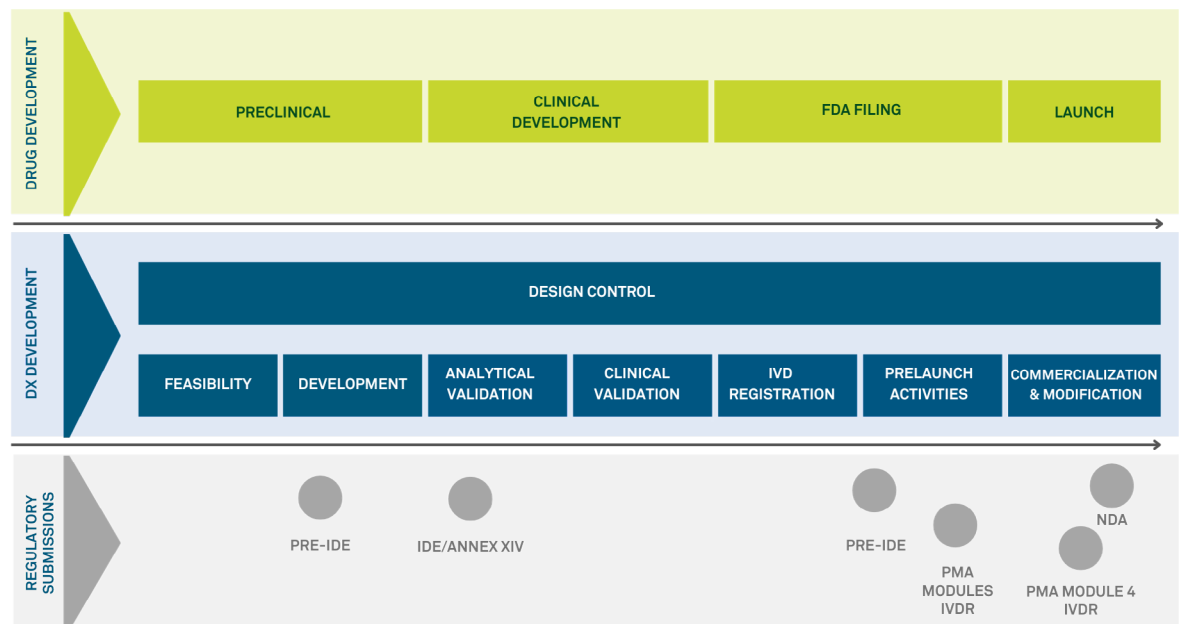 DRUG DEVELOPMENT
PRECLINICAL
CLINICAL
DEVELOPMENT
FDA FILING
LAUNCH
DX DEVELOPMENT
DESIGN CONTROL
FEASIBILITY
DEVELOPMENT
ANALYTICAL
VALIDATION
CLINICAL
VALIDATION
IVD
REGISTRATION
PRELAUNCH
ACTIVITIES
COMMERCIALIZATION
& MODIFICATION
REGULATORY
SUBMISSIONS
PRE-IDE
IDE/ANNEX XIV
PRE-IDE
PMA
MODULES
IVDR
NDA
PMA MODULE 4
IVDR